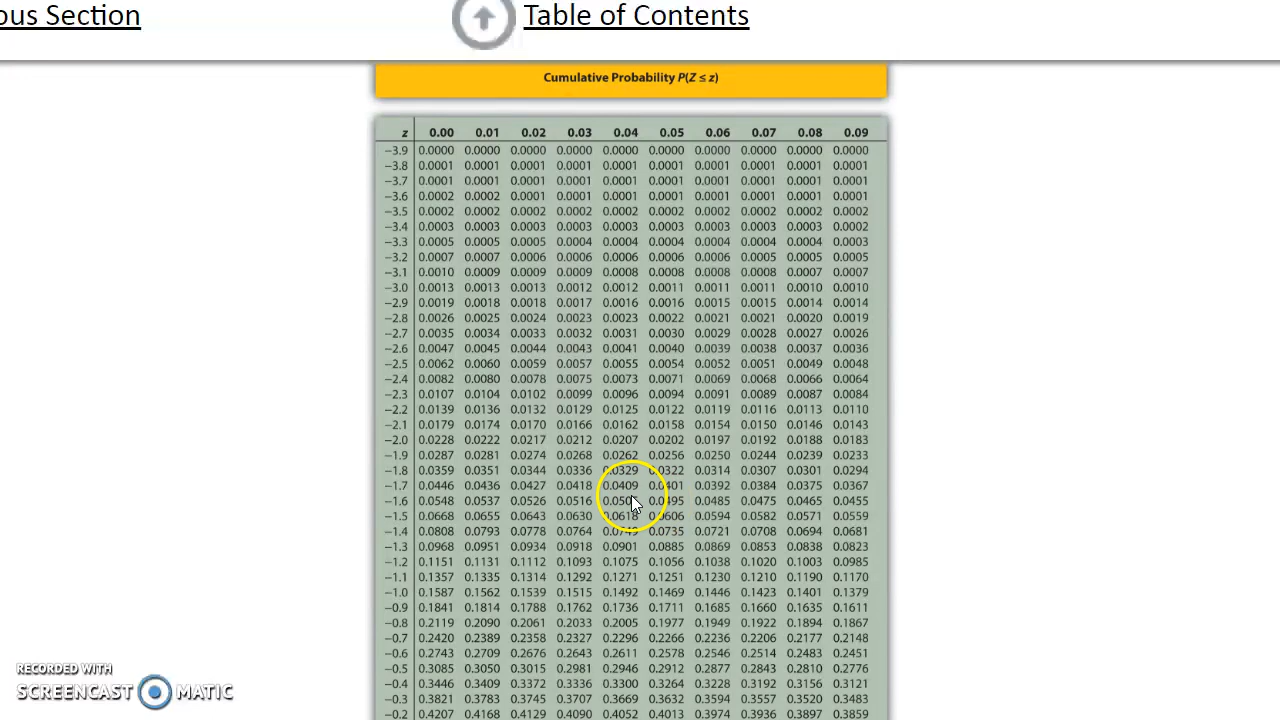 ous Section Table of Contents
Cumulative Probability P(Z ≤ z)
z 0.00 0.01 0.02 0.03 0.04 0.05 0.06 0.07 0.08 0.09
−3.9 0.0000 0.0000 0.0000 0.0000 0.0000 0.0000 0.0000 0.0000 0.0000 0.0000
−3.8 0.0001 0.0001 0.0001 0.0001 0.0001 0.0001 0.0001 0.0001 0.0001 0.0001
−3.7 0.0001 0.0001 0.0001 0.0001 0.0001 0.0001 0.0001 0.0001 0.0001 0.0001
−3.6 0.0002 0.0002 0.0001 0.0001 0.0001 0.0001 0.0001 0.0001 0.0001 0.0001
−3.5 0.0002 0.0002 0.0002 0.0002 0.0002 0.0002 0.0002 0.0002 0.0002 0.0002
−3.4 0.0003 0.0003 0.0003 0.0003 0.0003 0.0003 0.0003 0.0003 0.0003 0.0002
−3.3 0.0005 0.0005 0.0005 0.0004 0.0004 0.0004 0.0004 0.0004 0.0004 0.0003
−3.2 0.0007 0.0007 0.0006 0.0006 0.0006 0.0006 0.0006 0.0005 0.0005 0.0005
−3.1 0.0010 0.0009 0.0009 0.0009 0.0008 0.0008 0.0008 0.0008 0.0007 0.0007
−3.0 0.0013 0.0013 0.0013 0.0012 0.0012 0.0011 0.0011 0.0011 0.0010 0.0010
−2.9 0.0019 0.0018 0.0018 0.0017 0.0016 0.0016 0.0015 0.0015 0.0014 0.0014
−2.8 0.0026 0.0025 0.0024 0.0023 0.0023 0.0022 0.0021 0.0021 0.0020 0.0019
−2.7 0.0035 0.0034 0.0033 0.0032 0.0031 0.0030 0.0029 0.0028 0.0027 0.0026
−2.6 0.0047 0.0045 0.0044 0.0043 0.0041 0.0040 0.0039 0.0038 0.0037 0.0036
−2.5 0.0062 0.0060 0.0059 0.0057 0.0055 0.0054 0.0052 0.0051 0.0049 0.0048
−2.4 0.0082 0.0080 0.0078 0.0075 0.0073 0.0071 0.0069 0.0068 0.0066 0.0064
−2.3 0.0107 0.0104 0.0102 0.0099 0.0096 0.0094 0.0091 0.0089 0.0087 0.0084
−2.2 0.0139 0.0136 0.0132 0.0129 0.0125 0.0122 0.0119 0.0116 0.0113 0.0110
−2.1 0.0179 0.0174 0.0170 0.0166 0.0162 0.0158 0.0154 0.0150 0.0146 0.0143
−2.0 0.0228 0.0222 0.0217 0.0212 0.0207 0.0202 0.0197 0.0192 0.0188 0.0183
−1.9 0.0287 0.0281 0.0274 0.0268 0.0262 0.0256 0.0250 0.0244 0.0239 0.0233
−1.8 0.0359 0.0351 0.0344 0.0336 0.0329 0.0322 0.0314 0.0307 0.0301 0.0294
−1.7 0.0446 0.0436 0.0427 0.0418 0.0409 0.0401 0.0392 0.0384 0.0375 0.0367
−1.6 0.0548 0.0537 0.0526 0.0516 0.0495 0.0485 0.0475 0.0465 0.0455
−1.5 0.0668 0.0655 0.0643 0.0630 0.0618 0.0606 0.0594 0.0582 0.0571 0.0559
−1.4 0.0808 0.0793 0.0778 0.0764 0.0749 0.0735 0.0721 0.0708 0.0694 0.0681
−1.3 0.0968 0.0951 0.0934 0.0918 0.0901 0.0885 0.0869 0.0853 0.0838 0.0823
−1.2 0.1151 0.1131 0.1112 0.1093 0.1075 0.1056 0.1038 0.1020 0.1003 0.0985
−1.1 0.1357 0.1335 0.1314 0.1292 0.1271 0.1251 0.1230 0.1210 0.1190 0.1170
−1.0 0.1587 0.1562 0.1539 0.1515 0.1492 0.1469 0.1446 0.1423 0.1401 0.1379
−0.9 0.1841 0.1814 0.1788 0.1762 0.1736 0.1711 0.1685 0.1660 0.1635 0.1611
−0.8 0.2119 0.2090 0.2061 0.2033 0.2005 0.1977 0.1949 0.1922 0.1894 0.1867
−0.7 0.2420 0.2389 0.2358 0.2327 0.2296 0.2266 0.2236 0.2206 0.2177 0.2148
−0.6 0.2743 0.2709 0.2676 0.2643 0.2611 0.2578 0.2546 0.2514 0.2483 0.2451
−0.5 0.3085 0.3050 0.3015 0.2981 0.2946 0.2912 0.2877 0.2843 0.2810 0.2776
−0.4 0.3446 0.3409 0.3372 0.3336 0.3300 0.3264 0.3228 0.3192 0.3156 0.3121
−0.3 0.3821 0.3783 0.3745 0.3707 0.3669 0.3632 0.3594 0.3557 0.3520 0.3483
−0.2 0.4207 0.4168 0.4129 0.4090 0.4052 0.4013 0.3974 0.3936 0.3897 0.3859
RECORDED WITH
SCREENCAST MATIC